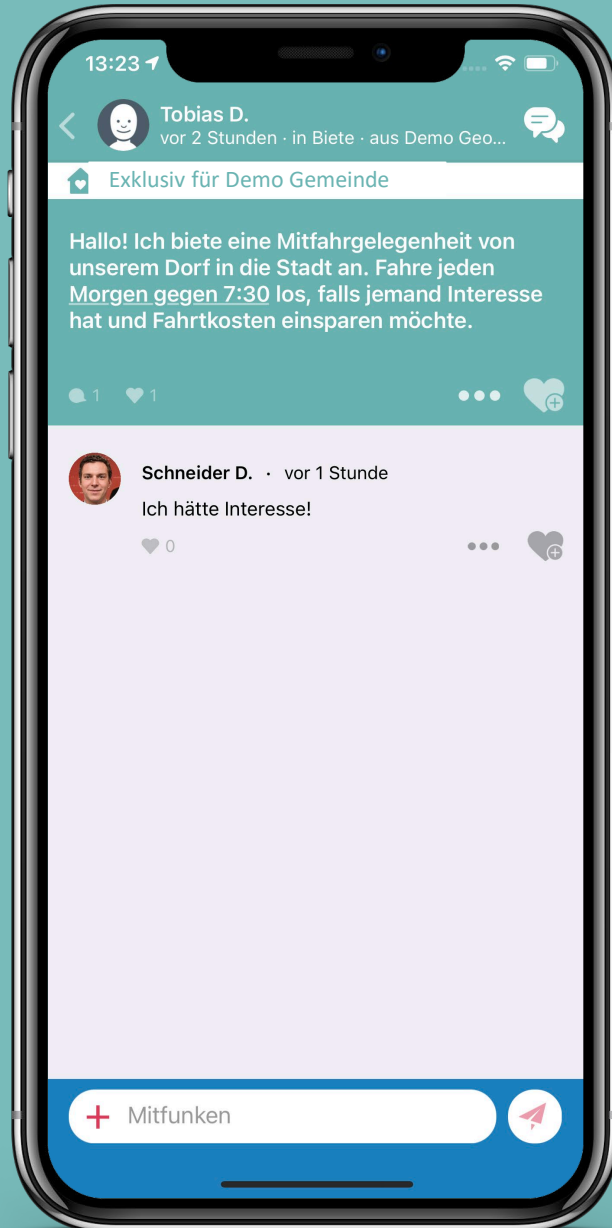 13:23
Tobias D.
vor 2 Stunden · in Biete · aus Demo Geo...
Exklusiv für Demo Gemeinde
Hallo! Ich biete eine Mitfahrgelegenheit von
unserem Dorf in die Stadt an. Fahre jeden
Morgen gegen 7:30 los, falls jemand Interesse
hat und Fahrtkosten einsparen möchte.
1 1
Schneider D. · vor 1 Stunde
Ich hätte Interesse!
0
Mitfunken